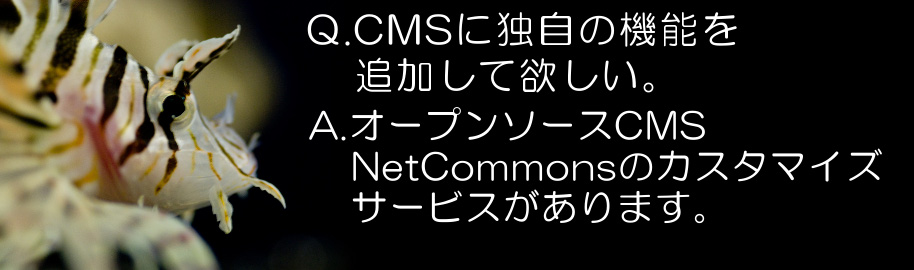 Q.CMSに独自の機能を
追加して欲しい。
A.オープンソースCMS
NetCommonsのカスタマイズ
サービスがあります。